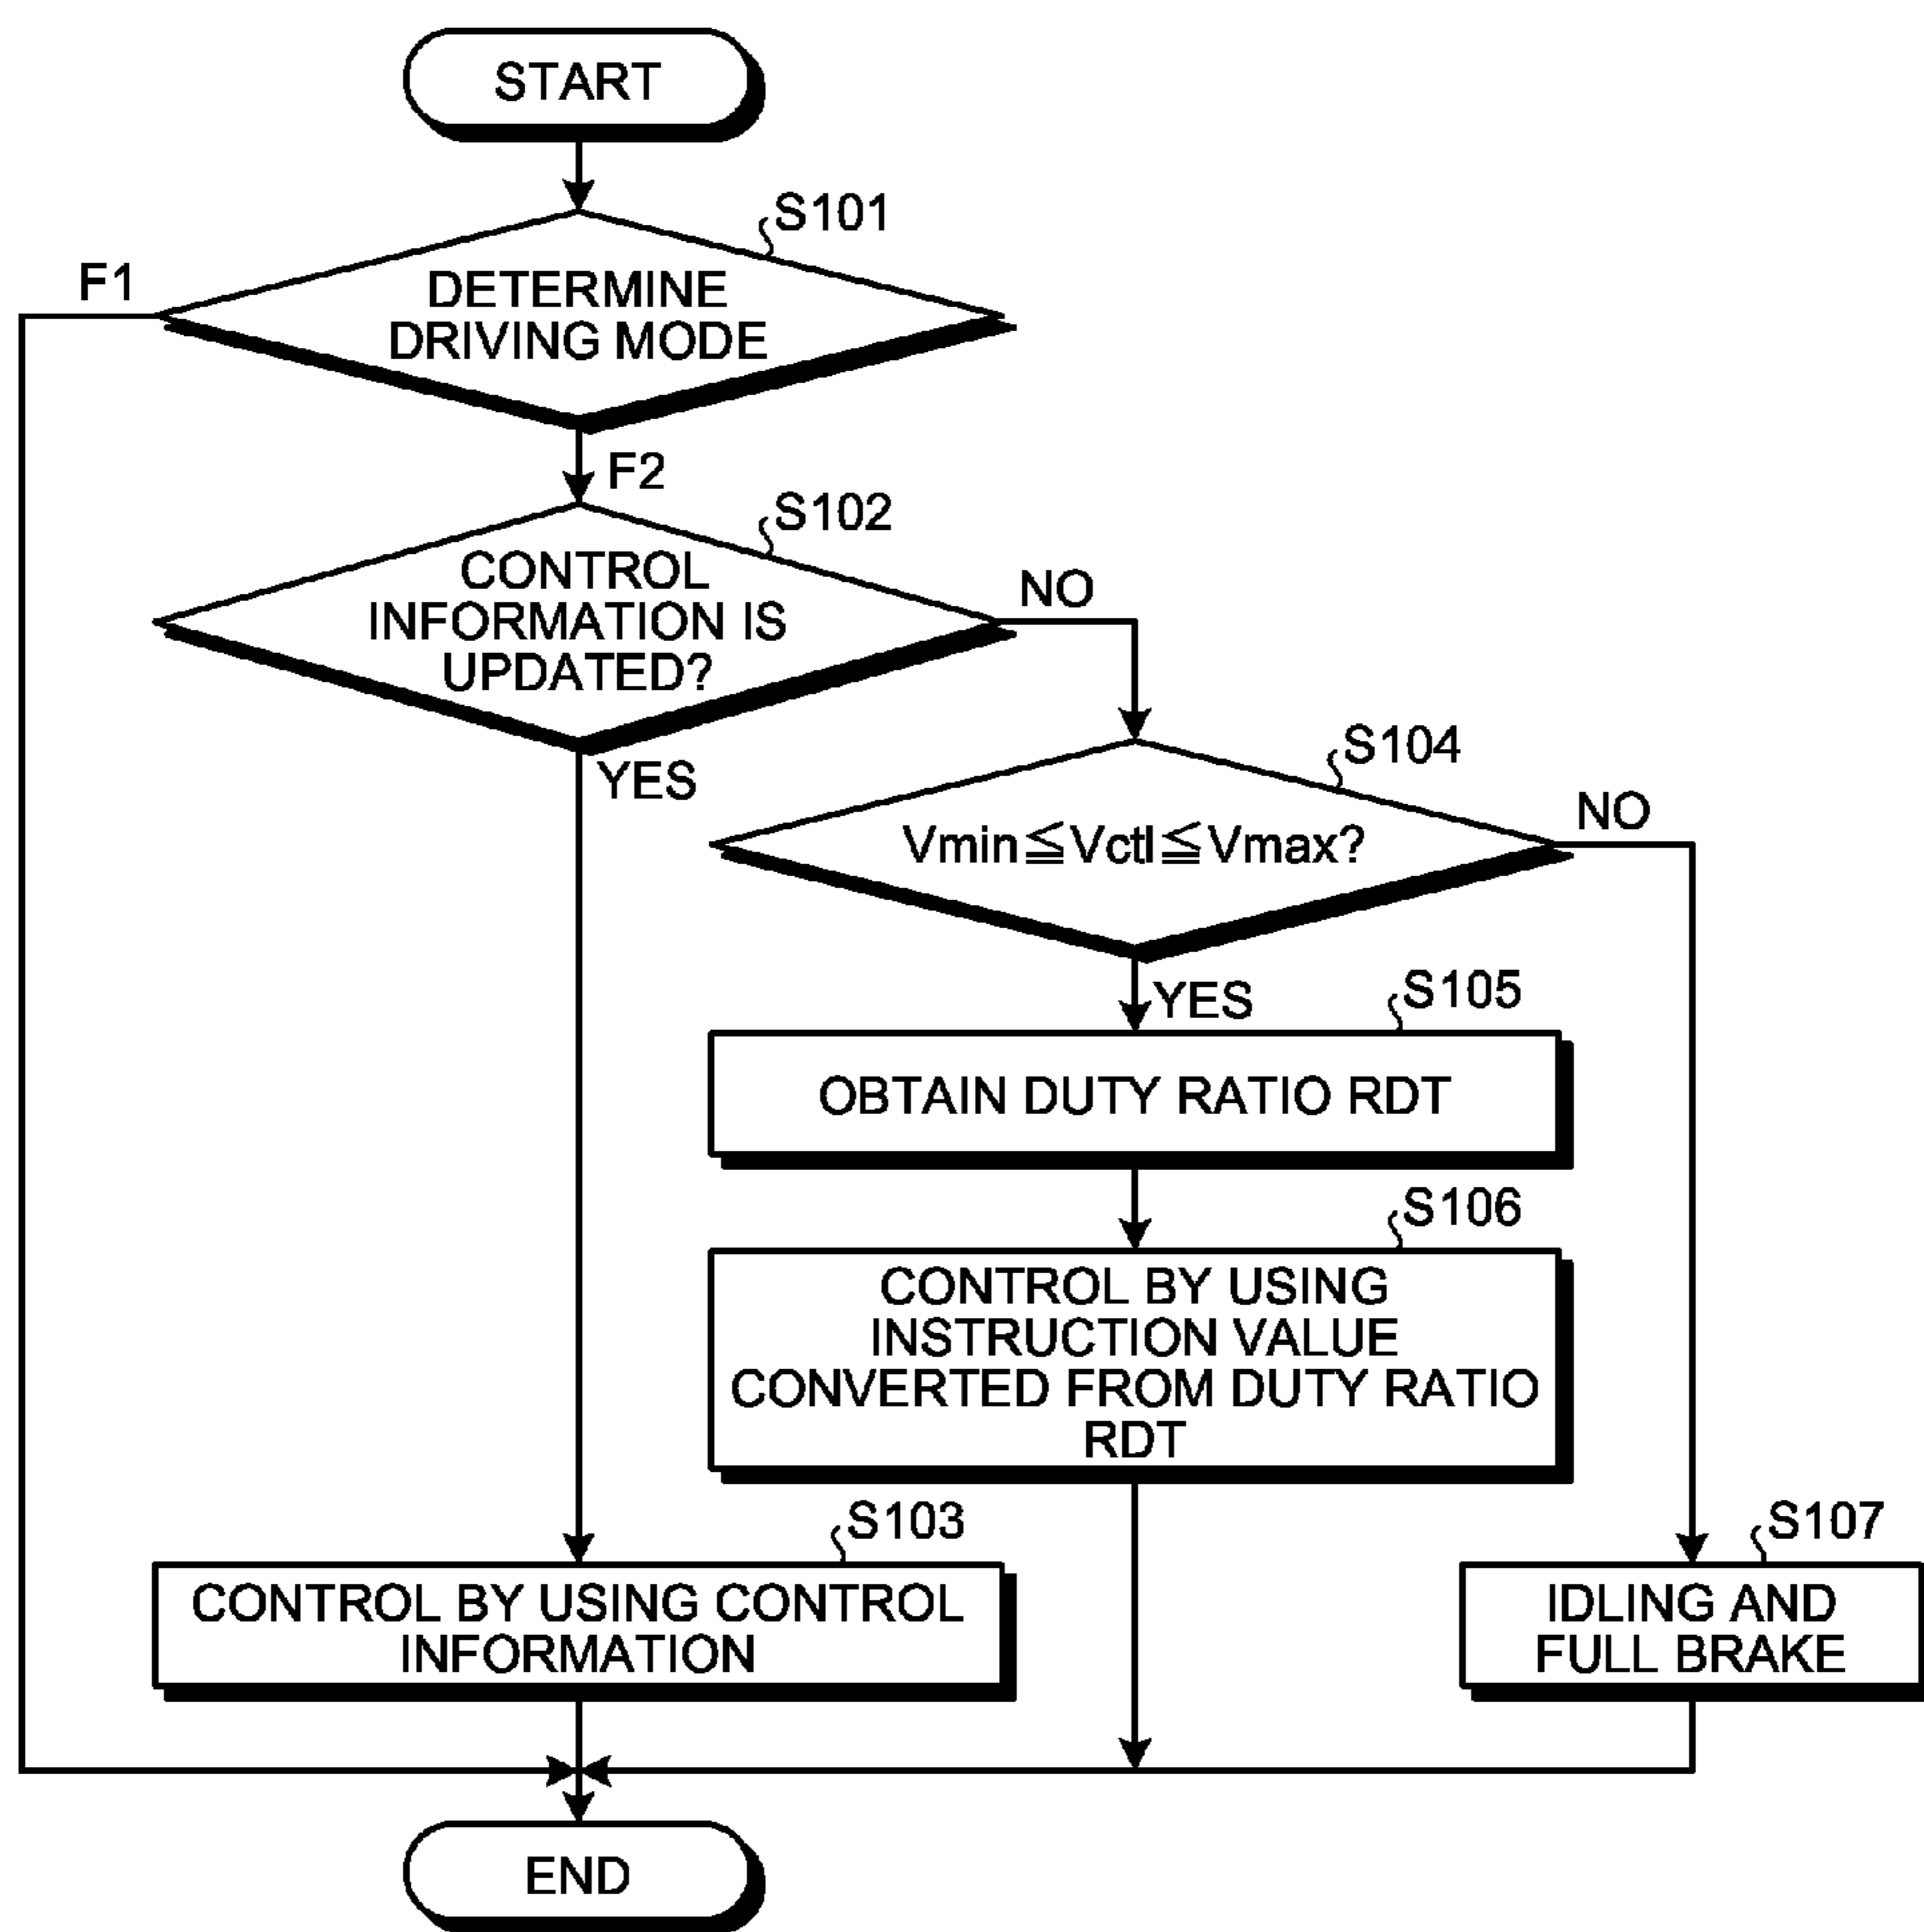 START
S101
F1
DETERMINE
DRIVING MODE
F2
S102
CONTROL
INFORMATION IS
UPDATED?
NO
YES
S104
Vmin≦Vctl≦Vmax?
NO
YES
S105
OBTAIN DUTY RATIO RDT
S106
CONTROL BY USING
INSTRUCTION VALUE
CONVERTED FROM DUTY RATIO
RDT
S103
CONTROL BY USING CONTROL
INFORMATION
S107
IDLING AND
FULL BRAKE
END